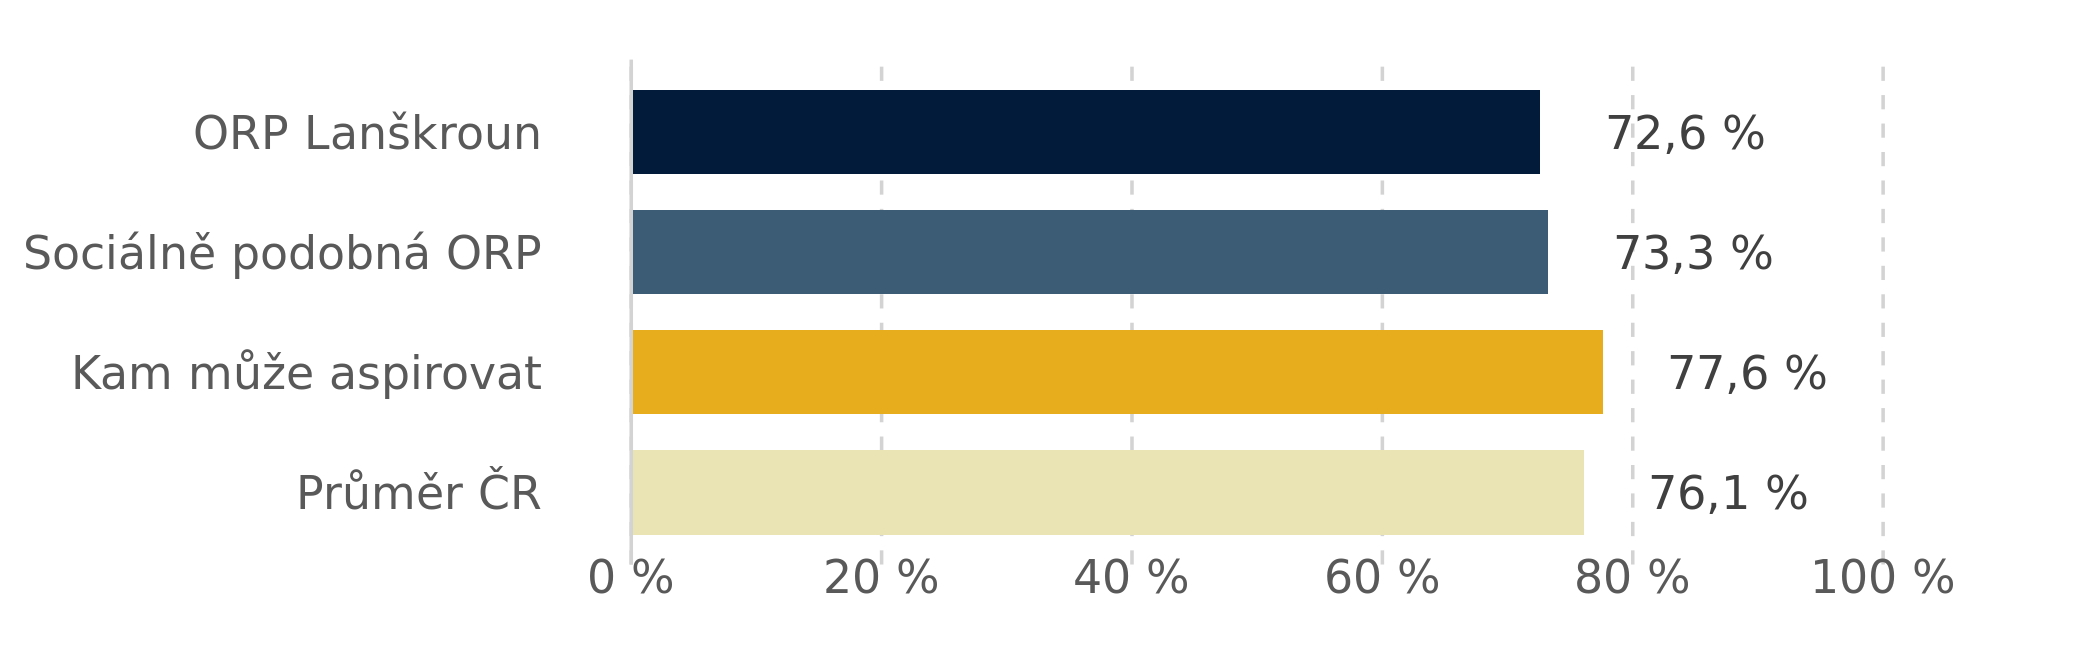 ORP Lanškroun 72,6 %
Sociálně podobná ORP 73,3 %
Kam může aspirovat 77,6 %
Průměr ČR 76,1 %
0 % 20 % 40 % 60 % 80 % 100 %